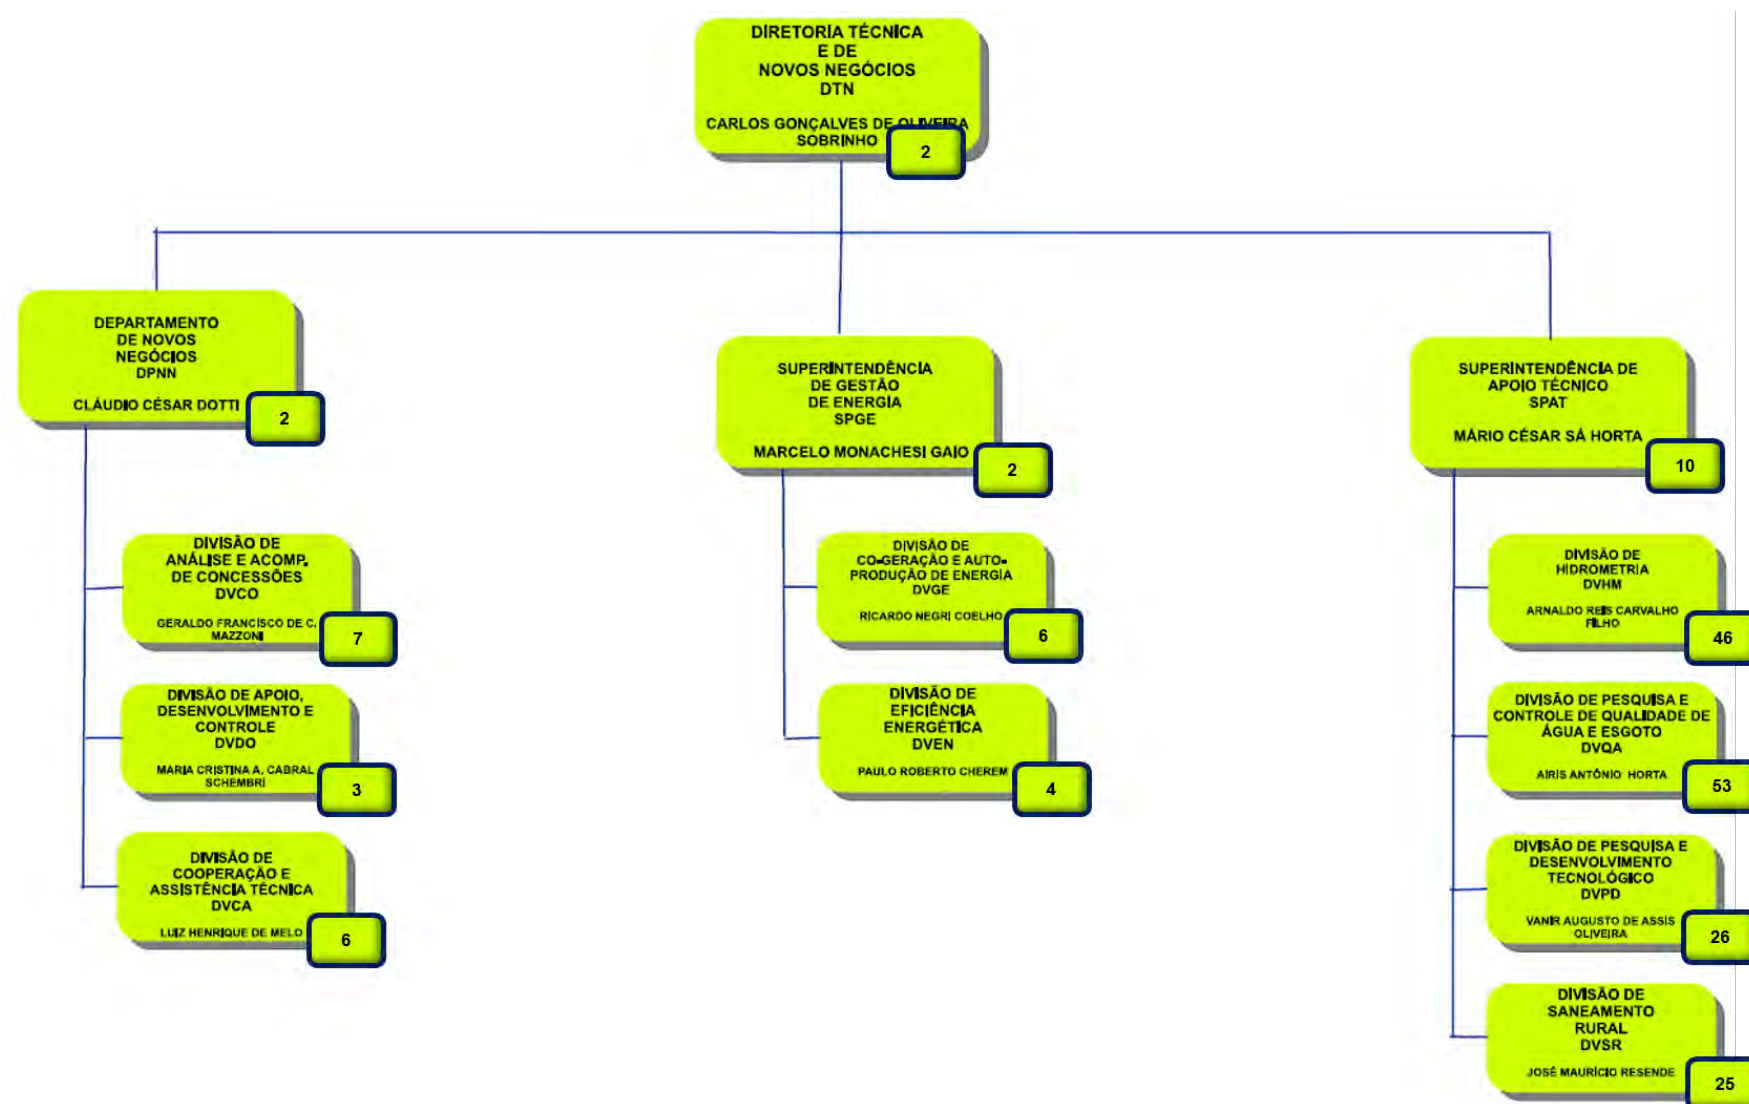 DIRETORIA TÉCNICA
E DE
NOVOS NEGÓCIOS
DTN
CARLOS GONÇALVES DE OLIVEIRA
SOBRINHO
2
DEPARTAMENTO
DE NOVOS
NEGÓCIOS
DPNN
CLÁUDIO CÉSAR DOTTI
2
DIVISÃO DE
ANÁLISE E ACOMP.
DE CONCESSÕES
DVCO
GERALDO FRANCISCO DE C.
MAZZONI
7
DIVISÃO DE APOIO,
DESENVOLVIMENTO E
CONTROLE
DVDO
MARIA CRISTINA A. CABRAL
SCHEMBRI
3
DIVISÃO DE
COOPERAÇÃO E
ASSISTÊNCIA TÉCNICA
DVCA
LUIZ HENRIQUE DE MELO
6
SUPERINTENDÊNCIA
DE GESTÃO
DE ENERGIA
SPGE
MARCELO MONACHESI GAIO
2
DIVISÃO DE
CO-GERAÇÃO E AUTO-
PRODUÇÃO DE ENERGIA
DVGE
RICARDO NEGRI COELHO
6
DIVISÃO DE
EFICIÊNCIA
ENERGÉTICA
DVEN
PAULO ROBERTO CHEREM
4
SUPERINTENDÊNCIA DE
APOIO TÉCNICO
SPAT
MÁRIO CÉSAR SÁ HORTA
10
DIVISÃO DE
HIDROMETRIA
DVHM
ARNALDO REIS CARVALHO
FILHO
46
DIVISÃO DE PESQUISA E
CONTROLE DE QUALIDADE DE
ÁGUA E ESGOTO
DVQA
AIRIS ANTÔNIO HORTA
53
DIVISÃO DE PESQUISA E
DESENVOLVIMENTO
TECNOLÓGICO
DVPD
VANIR AUGUSTO DE ASSIS
OLIVEIRA
26
DIVISÃO DE
SANEAMENTO
RURAL
DVSR
JOSÉ MAURÍCIO RESENDE
25